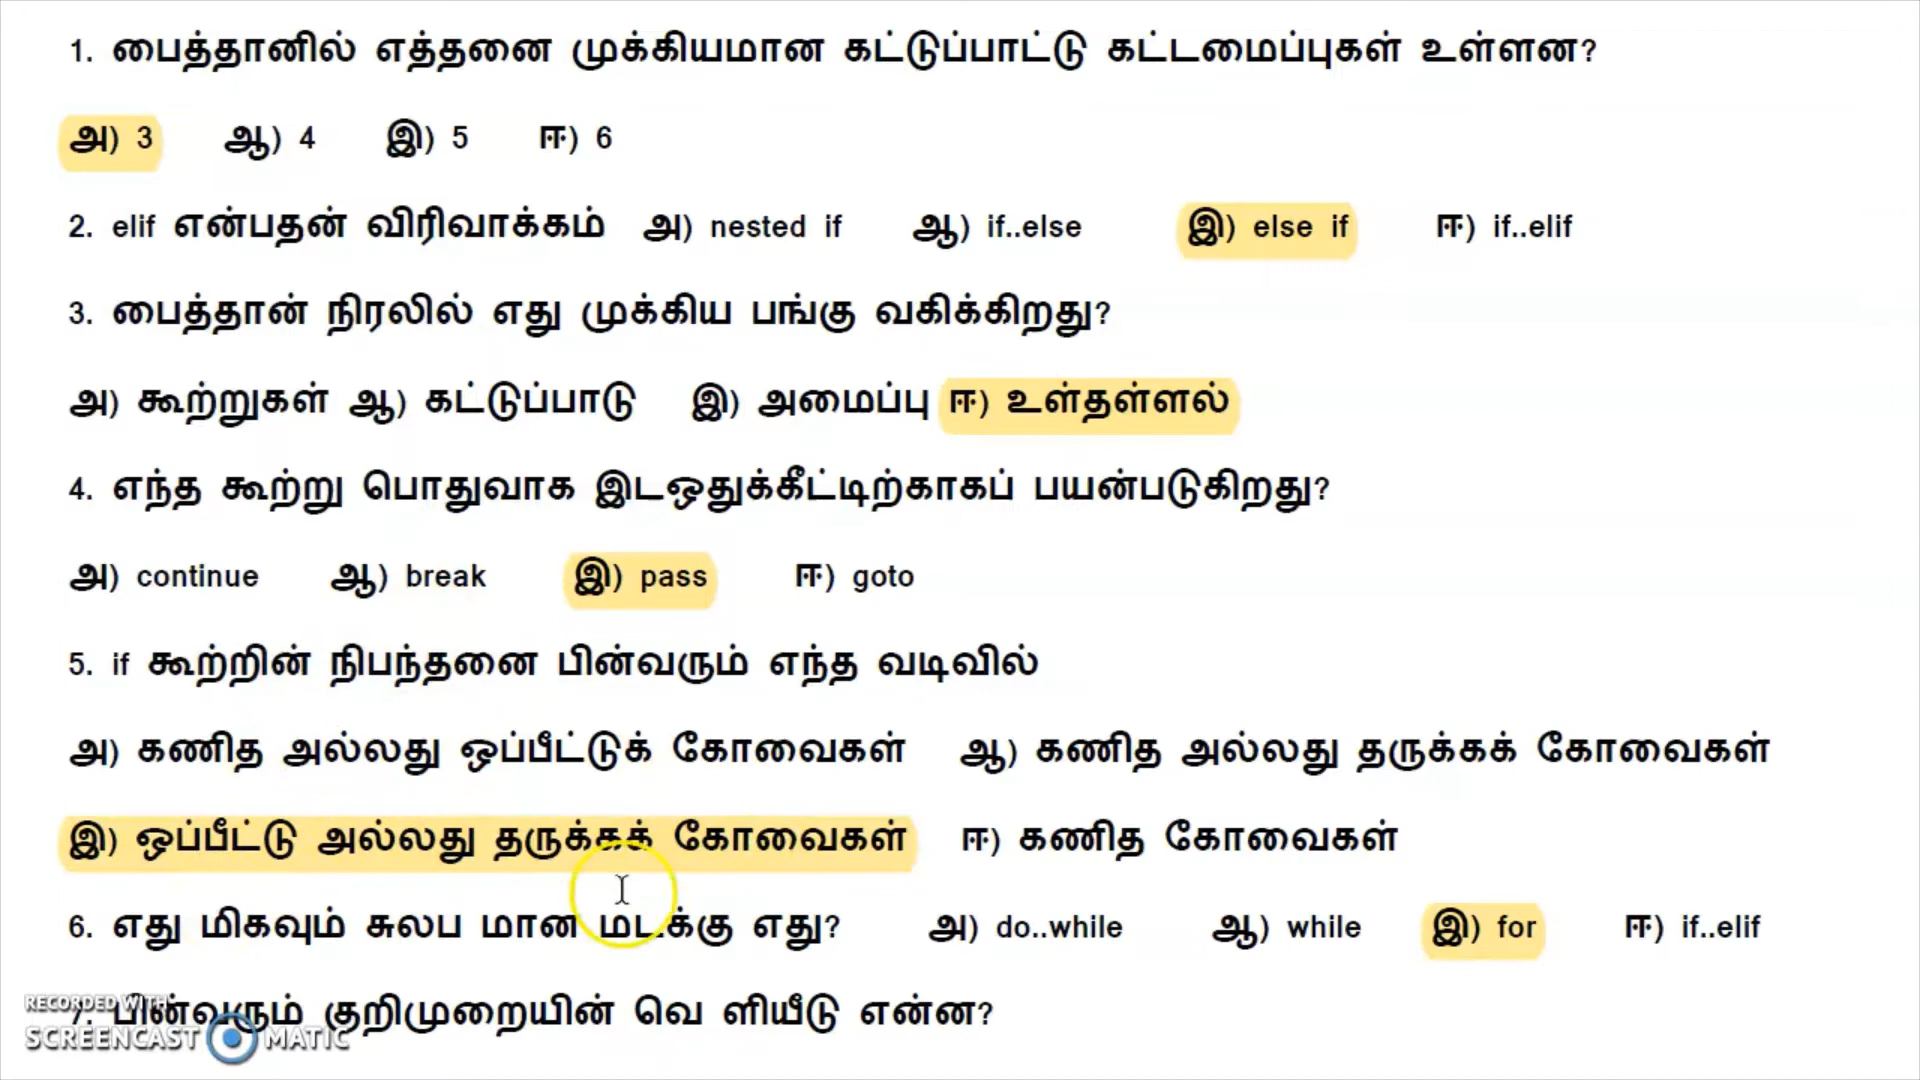 1. பைத்தானில் எத்தனை முக்கியமான கட்டுப்பாட்டு கட்டமைப்புகள் உள்ளன?
அ) 3 ஆ) 4 இ) 5 ஈ) 6
2. elif என்பதன் விரிவாக்கம் அ) nested if ஆ) if..else இ) else if ஈ) if..elif
3. பைத்தான் நிரலில் எது முக்கிய பங்கு வகிக்கிறது?
அ) கூற்றுகள் ஆ) கட்டுப்பாடு இ) அமைப்பு ஈ) உள்தள்ளல்
4. எந்த கூற்று பொதுவாக இடஒதுக்கீட்டிற்காகப் பயன்படுகிறது?
அ) continue ஆ) break இ) pass ஈ) goto
5. if கூற்றின் நிபந்தனை பின்வரும் எந்த வடிவில்
அ) கணித அல்லது ஒப்பீட்டுக் கோவைகள் ஆ) கணித அல்லது தருக்கக் கோவைகள்
இ) ஒப்பீட்டு அல்லது தருக்கக் கோவைகள் ஈ) கணித கோவைகள்
6. எது மிகவும் சுலப மான மடக்கு எது? அ) do..while ஆ) while இ) for ஈ) if..elif
7. பின்வரும் குறிமுறையின் வெ ளியீடு என்ன?
RECORDED WITH
SCREENCAST MATIC